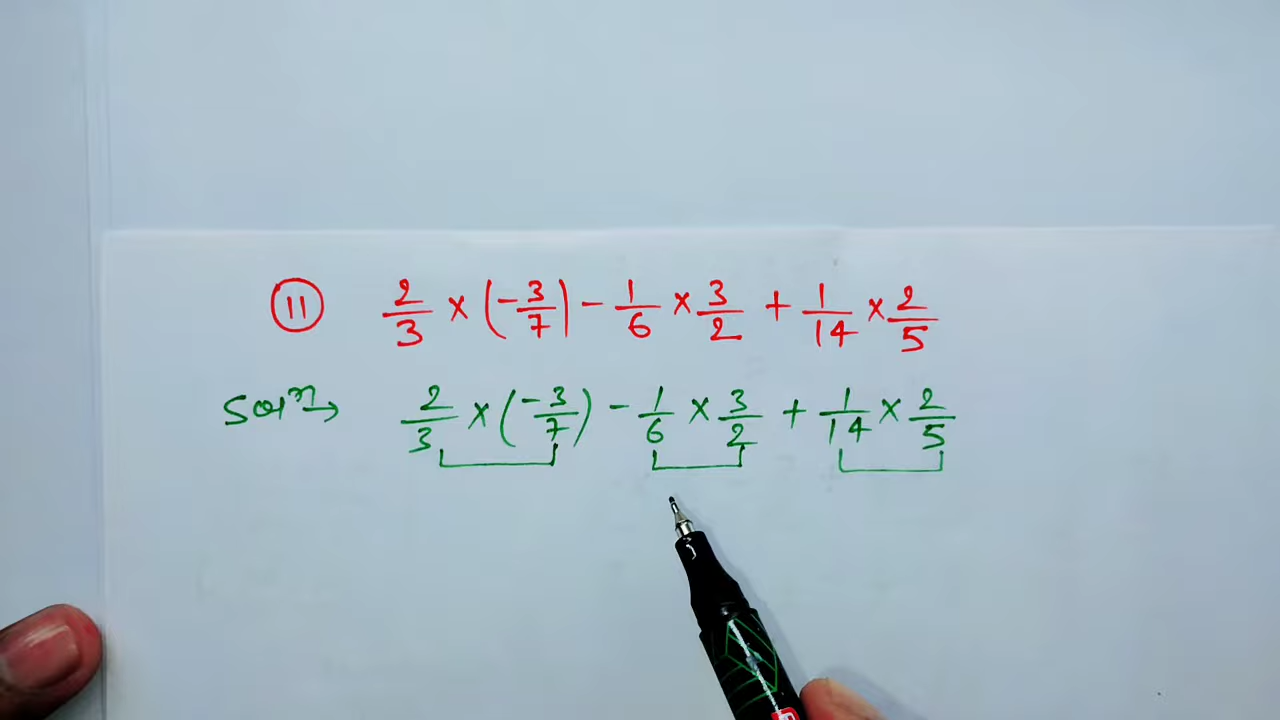 11 2/3 × (-3/7) - 1/6 × 3/2 + 1/14 × 2/5
Solⁿ → 2/3 × (-3/7) - 1/6 × 3/2 + 1/14 × 2/5